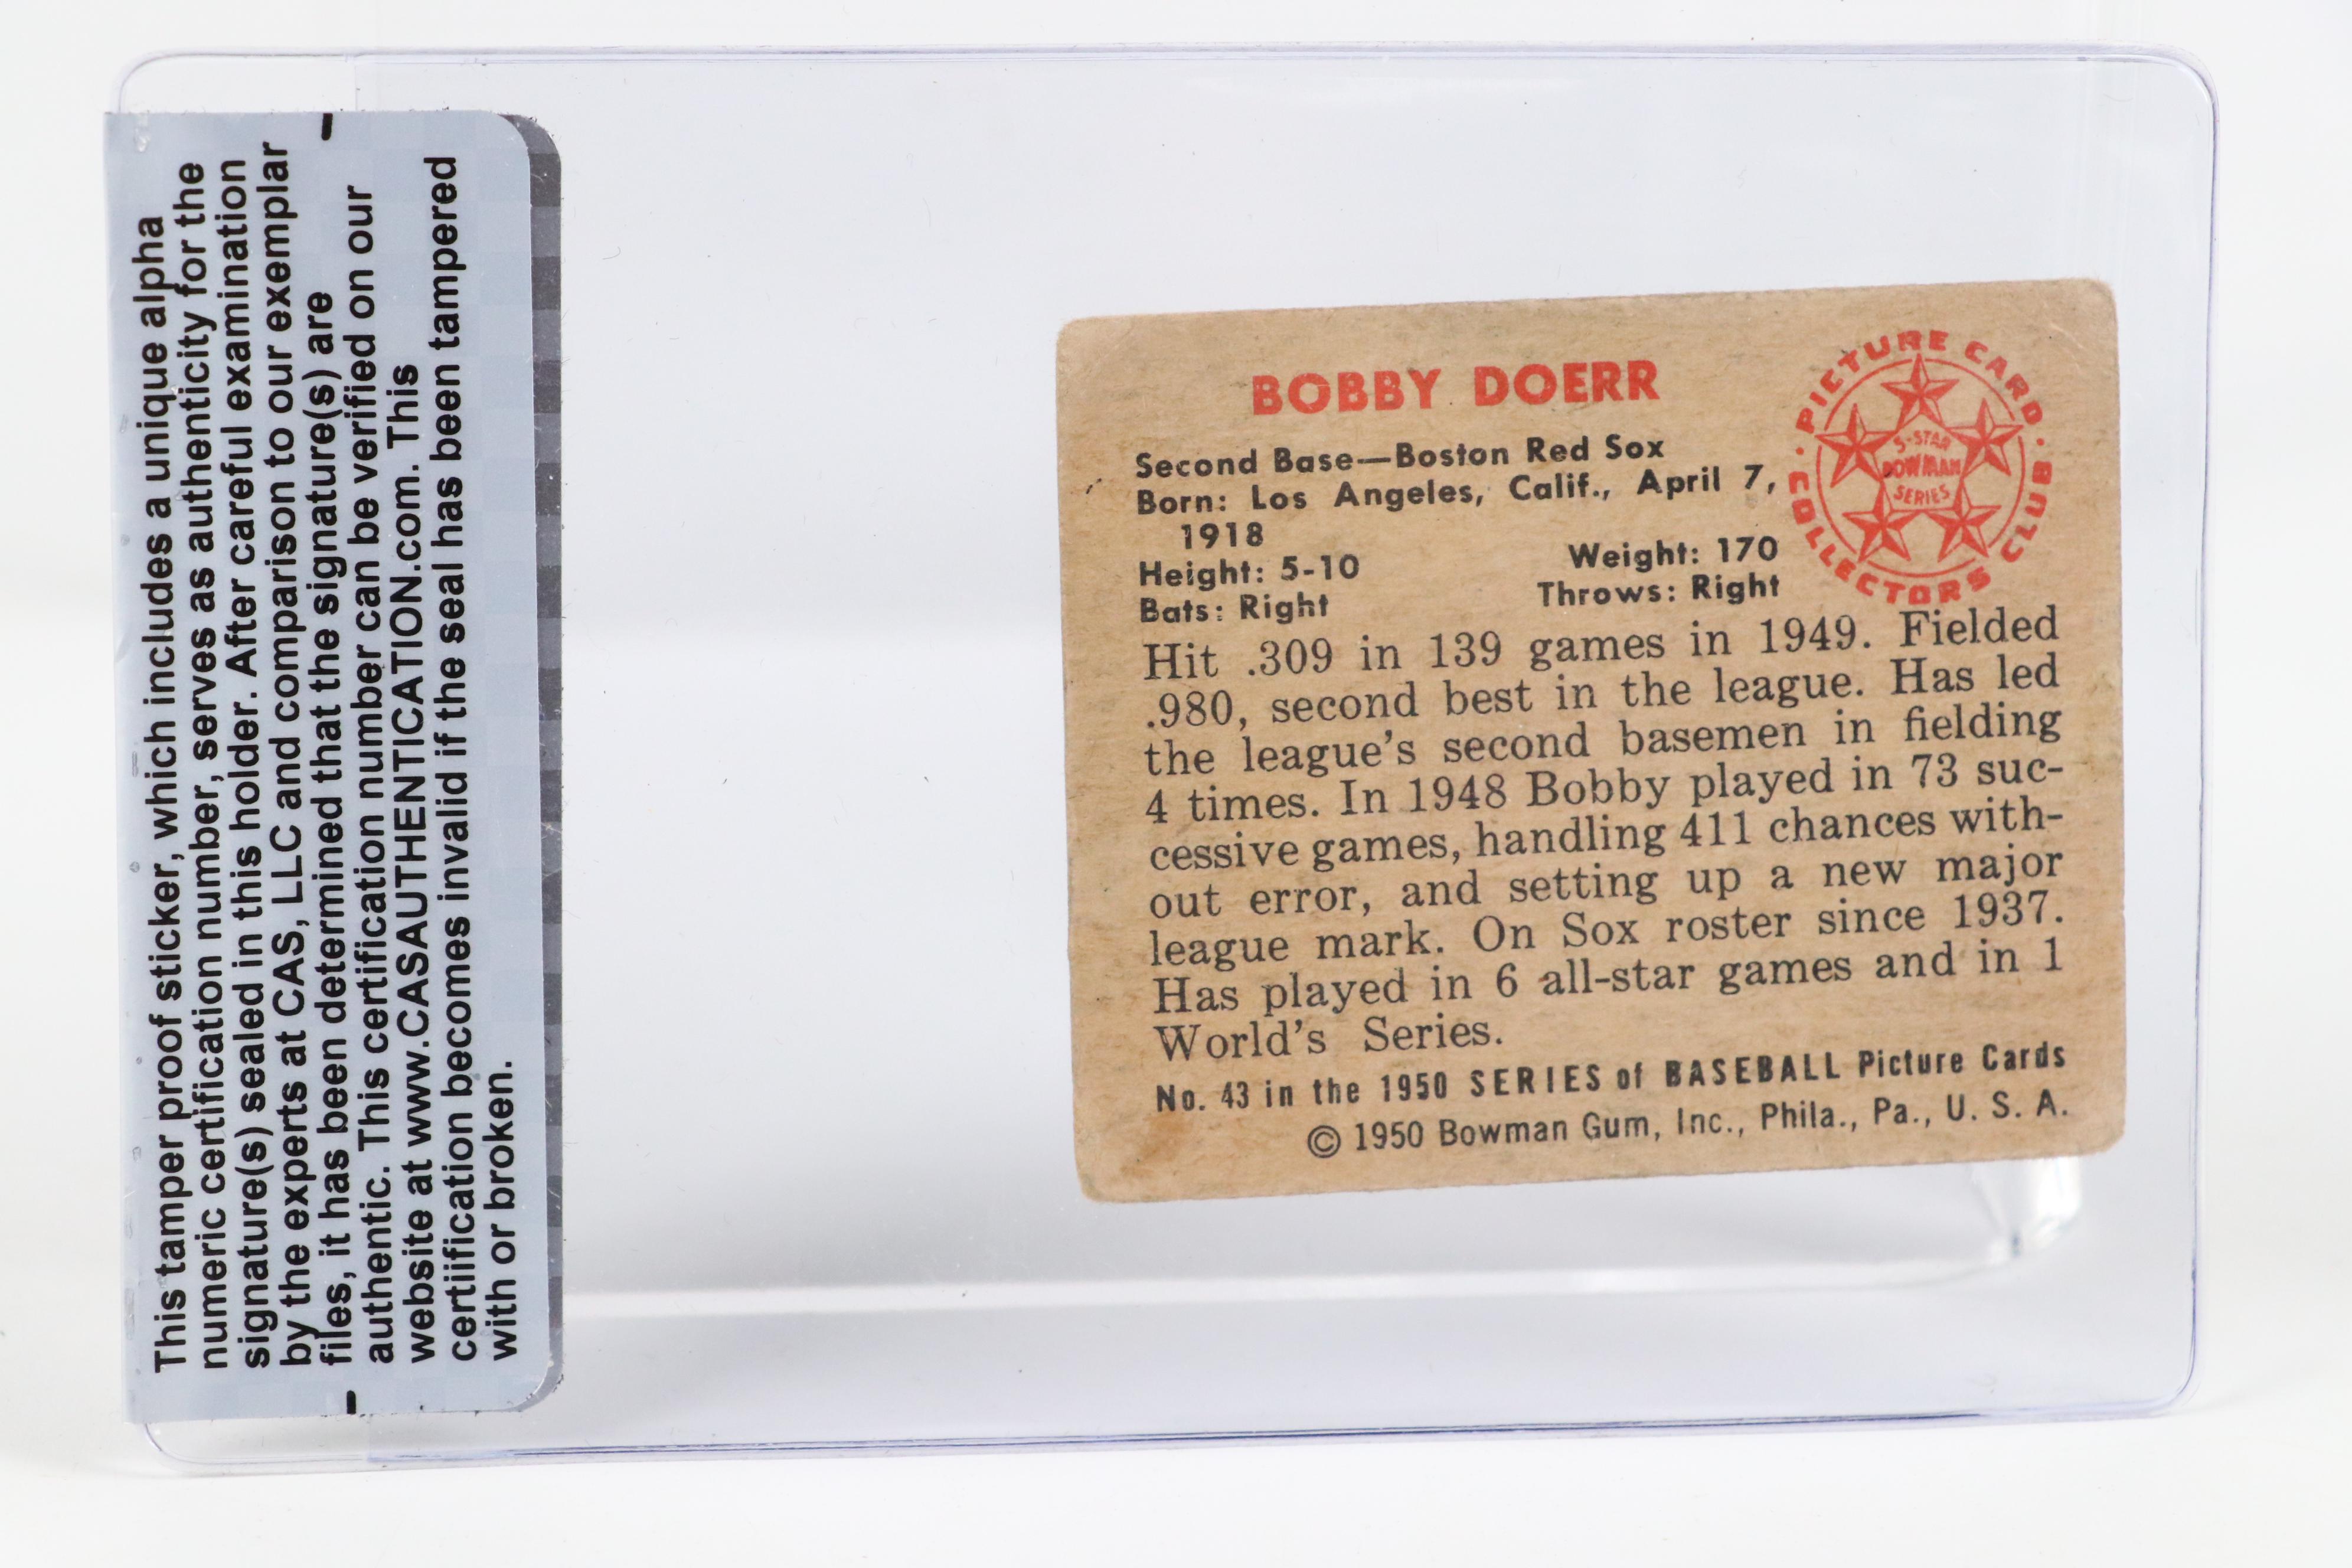 This tamper proof sticker, which includes a unique alpha
numeric certification number, serves as authenticity for the
signature(s) sealed in this holder. After careful examination
by the experts at CAS, LLC and comparison to our exemplar
files, it has been determined that the signature(s) are
authentic. This certification number can be verified on our
website at www.CASAUTHENTICATION.com. This
certiification becomes invalid if the seal has been tampered
with or broken.
BOBBY DOERR
Second Base—Boston Red Sox
Born: Los Angeles, Calif., April 7,
1918
Height: 5-10 Weight: 170
Bats: Right Throws: Right
PICTURE CARD
COLLECTORS CLUB
5-STAR
BOWMAN
SERIES
Hit .309 in 139 games in 1949. Fielded
.980, second best in the league. Has led
the league's second basemen in fielding
4 times. In 1948 Bobby played in 73 suc-
cessive games, handling 411 chances with-
out error, and setting up a new major
league mark. On Sox roster since 1937.
Has played in 6 all-star games and in 1
World's Series.
No. 43 in the 1950 SERIES of BASEBALL Picture Cards
© 1950 Bowman Gum, Inc., Phila., Pa., U. S. A.